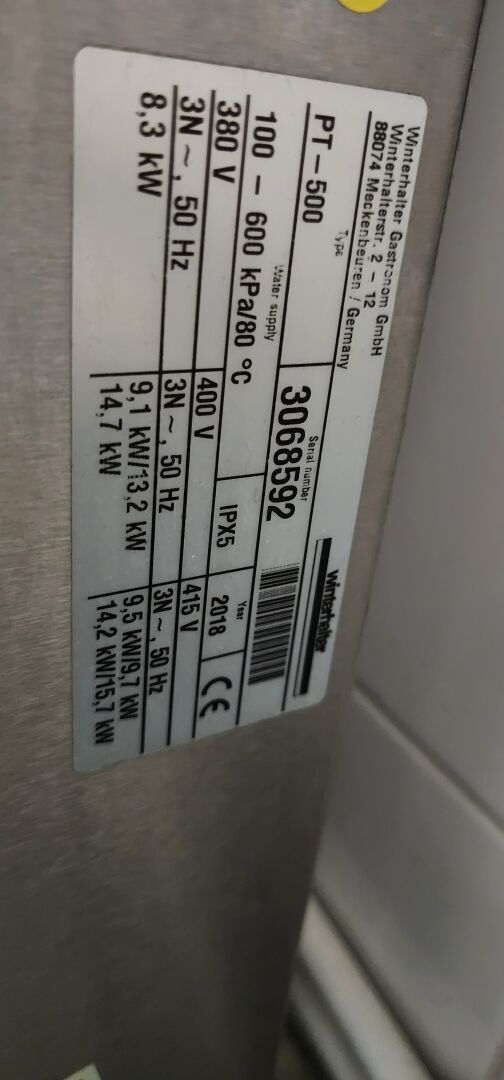 Winterhalter Gastronom GmbH
Winterhalterstr. 2 – 12
88074 Meckenbeuren / Germany
winterhalter
Type
PT–500
Serial number
3068592
Water supply
100 – 600 kPa/80 °C
IPX5
Year
2018
CE
380 V
400 V
415 V
3N ~, 50 Hz
3N ~, 50 Hz
3N ~, 50 Hz
8,3 kW
9,1 kW/13,2 kW
14,7 kW
9,5 kW/9,7 kW
14,2 kW/15,7 kW